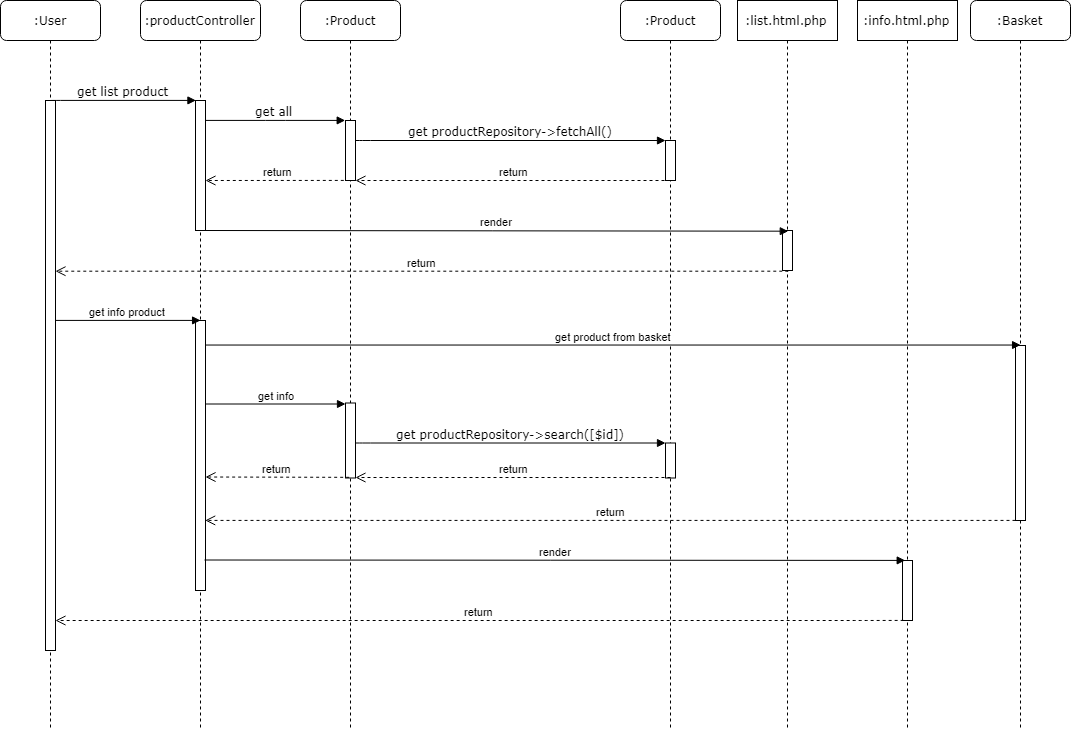 :User
:productController
:Product
:Product
:list.html.php
:info.html.php
:Basket
get list product
get all
get productRepository->fetchAll()
return
return
render
return
get info product
get product from basket
get info
get productRepository->search([$id])
return
return
return
render
return